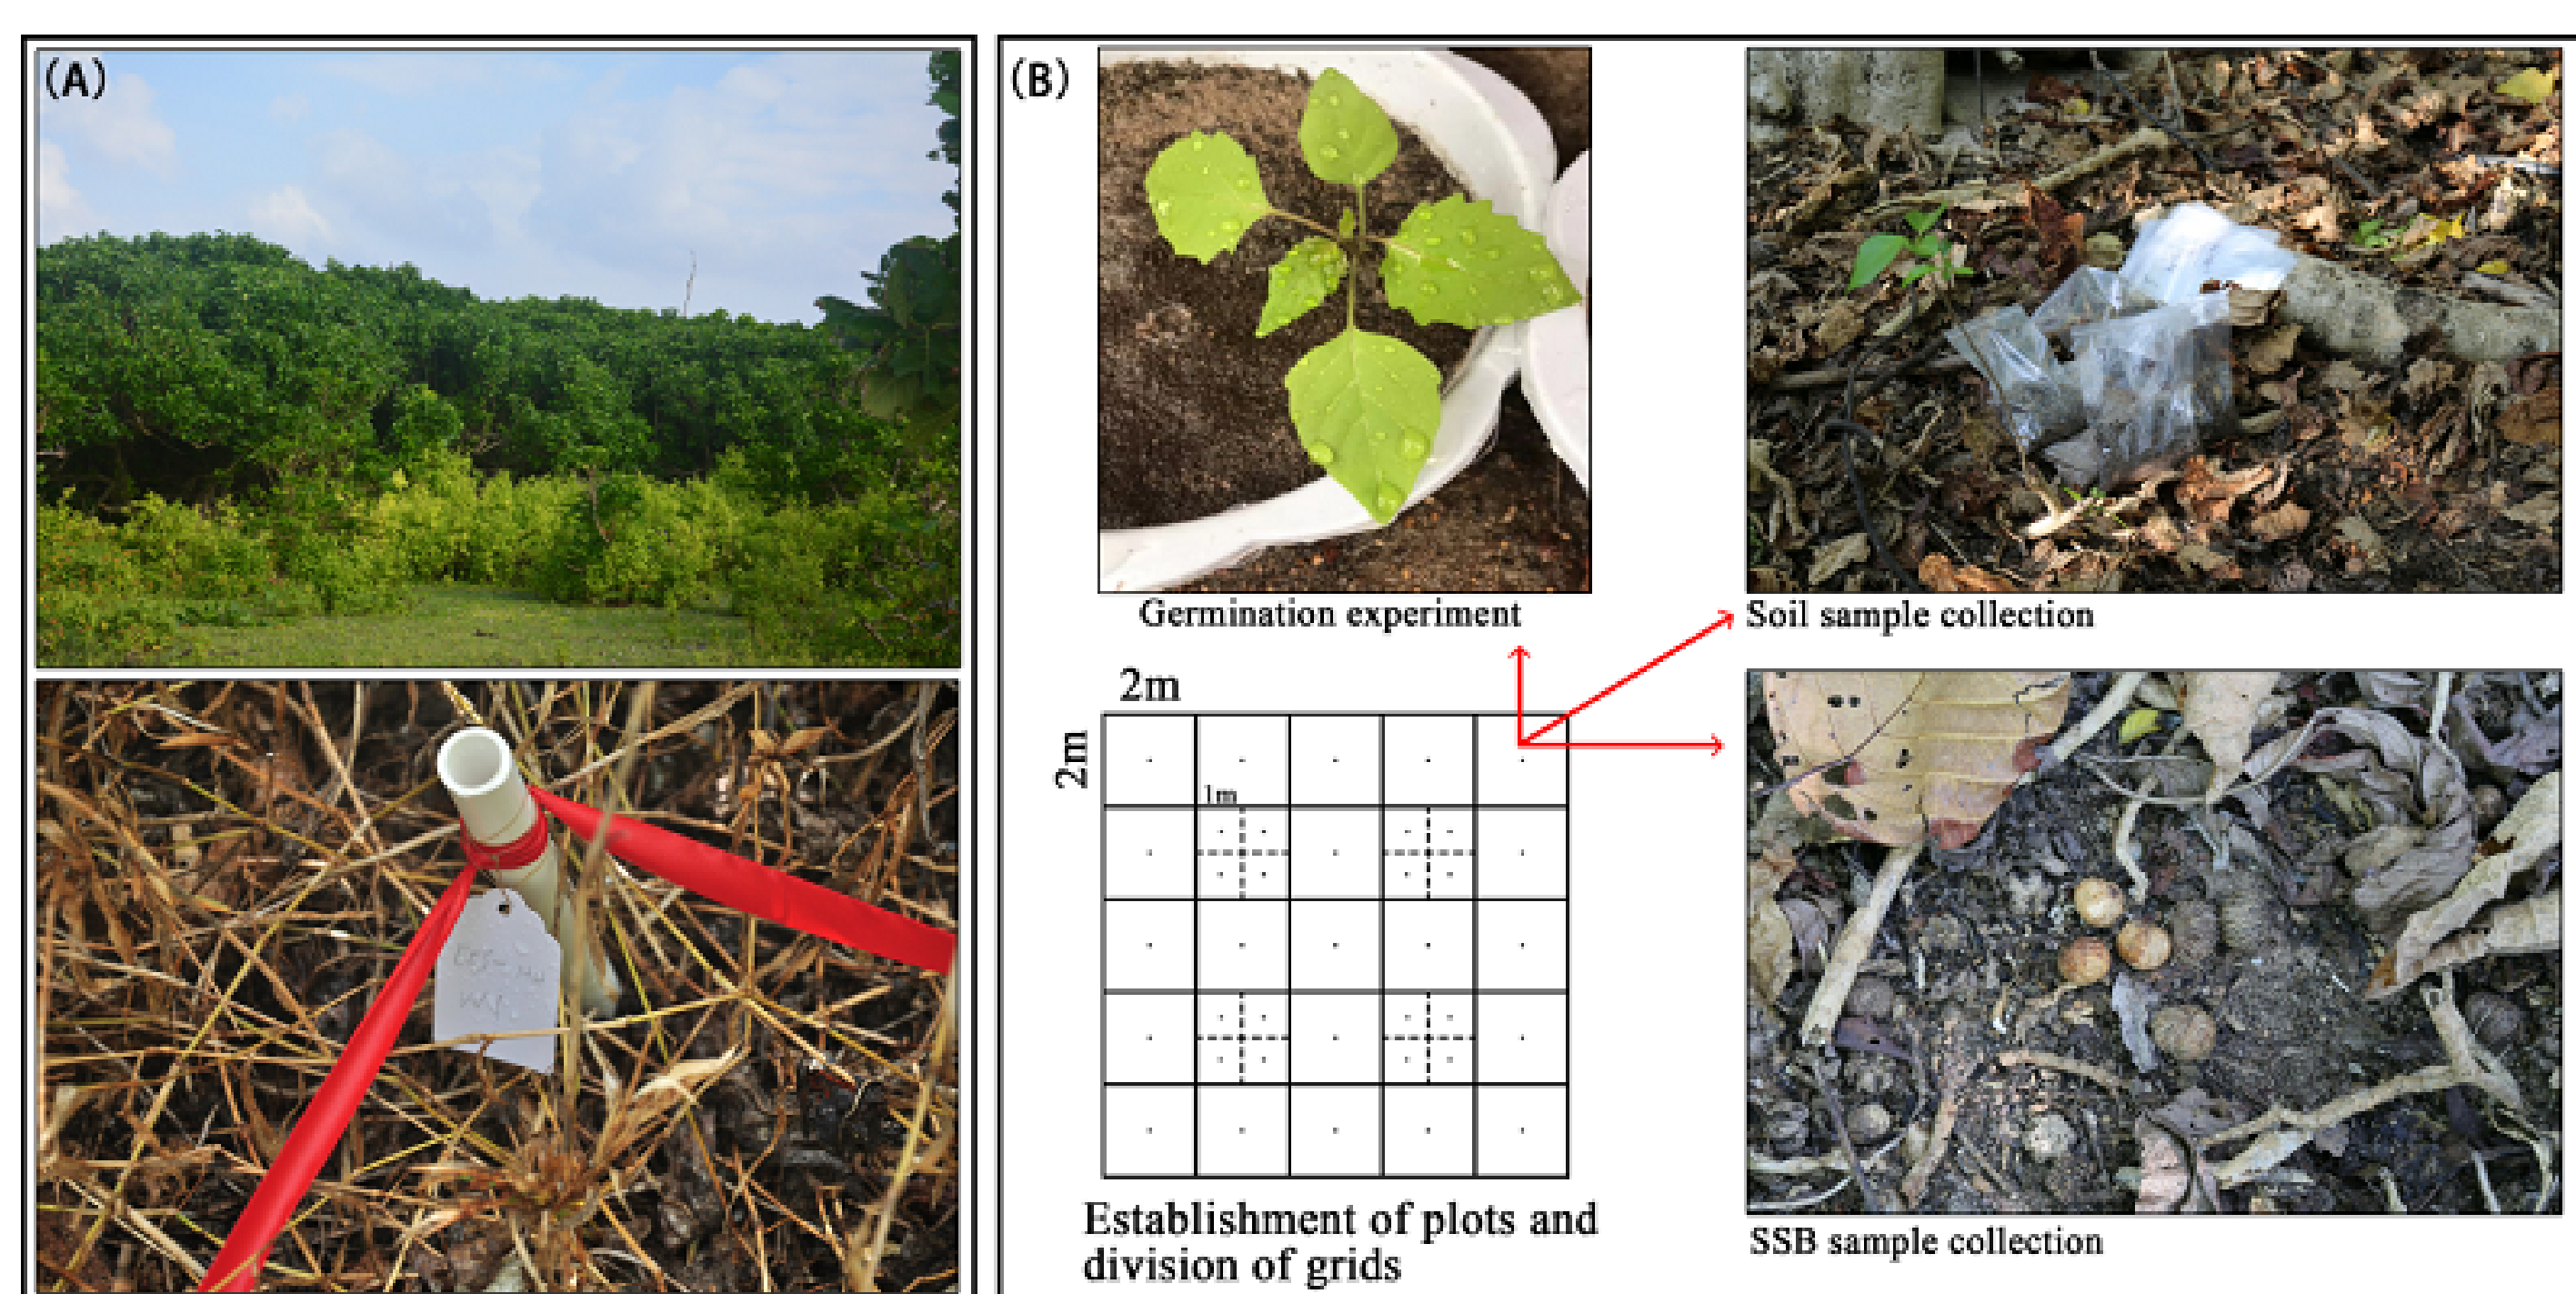 (A)
(B)
Germination experiment
Soil sample collection
2m
2m
1m
Establishment of plots and
division of grids
SSB sample collection